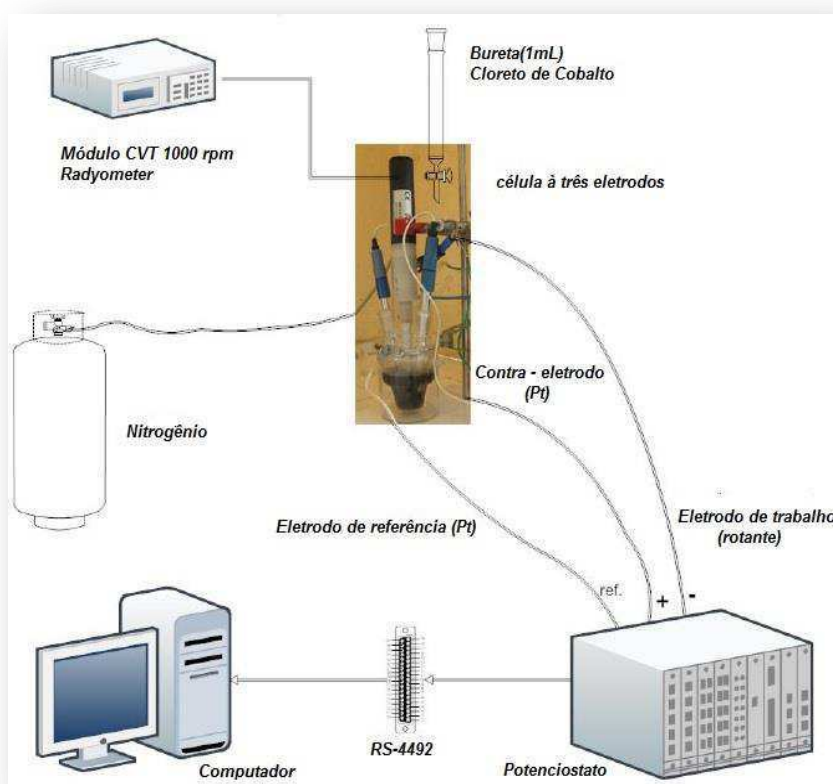 Bureta(1mL)
Cloreto de Cobalto
Módulo CVT 1000 rpm
Radyometer
célula à três eletrodos
Contra - eletrodo
(Pt)
Nitrogênio
Eletrodo de referência (Pt)
Eletrodo de trabalho
(rotante)
ref.
+
-
RS-4492
Computador
Potenciostato